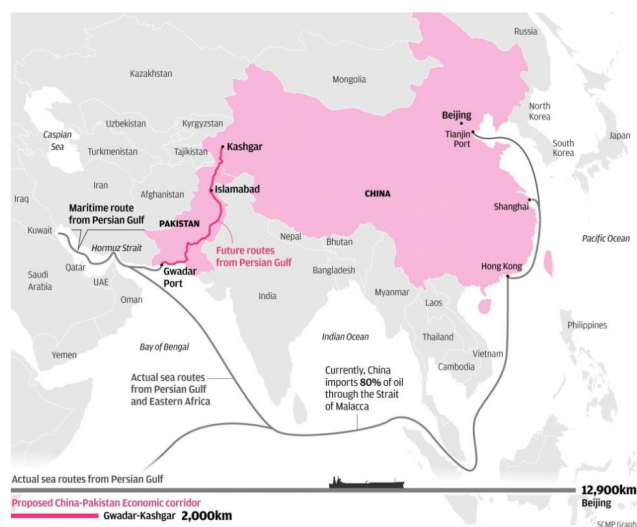 Russia
Kazakhstan
Mongolia
Uzbekistan
Kyrgyzstan
Beijing
North
Korea
Caspian
Sea
Tianjin
Port
Japan
Turkmenistan
Tajikistan
Kashgar
South
Korea
Iran
Afghanistan
Islamabad
CHINA
Iraq
Maritime route
from Persian Gulf
PAKISTAN
Shanghai
Kuwait
Hormuz Strait
Future routes
from Persian Gulf
Nepal
Bhutan
Pacific Ocean
Qatar
Gwadar
Port
Bangladesh
Hong Kong
Saudi
Arabia
UAE
Oman
India
Myanmar
Laos
Yemen
Bay of Bengal
Indian Ocean
Thailand
Philippines
Vietnam
Cambodia
Actual sea routes
from Persian Gulf
and Eastern Africa
Currently, China
imports 80% of oil
through the Strait
of Malacca
Actual sea routes from Persian Gulf
12,900km
Beijing
Proposed China-Pakistan Economic corridor
Gwadar-Kashgar 2,000km
SCMP Graph